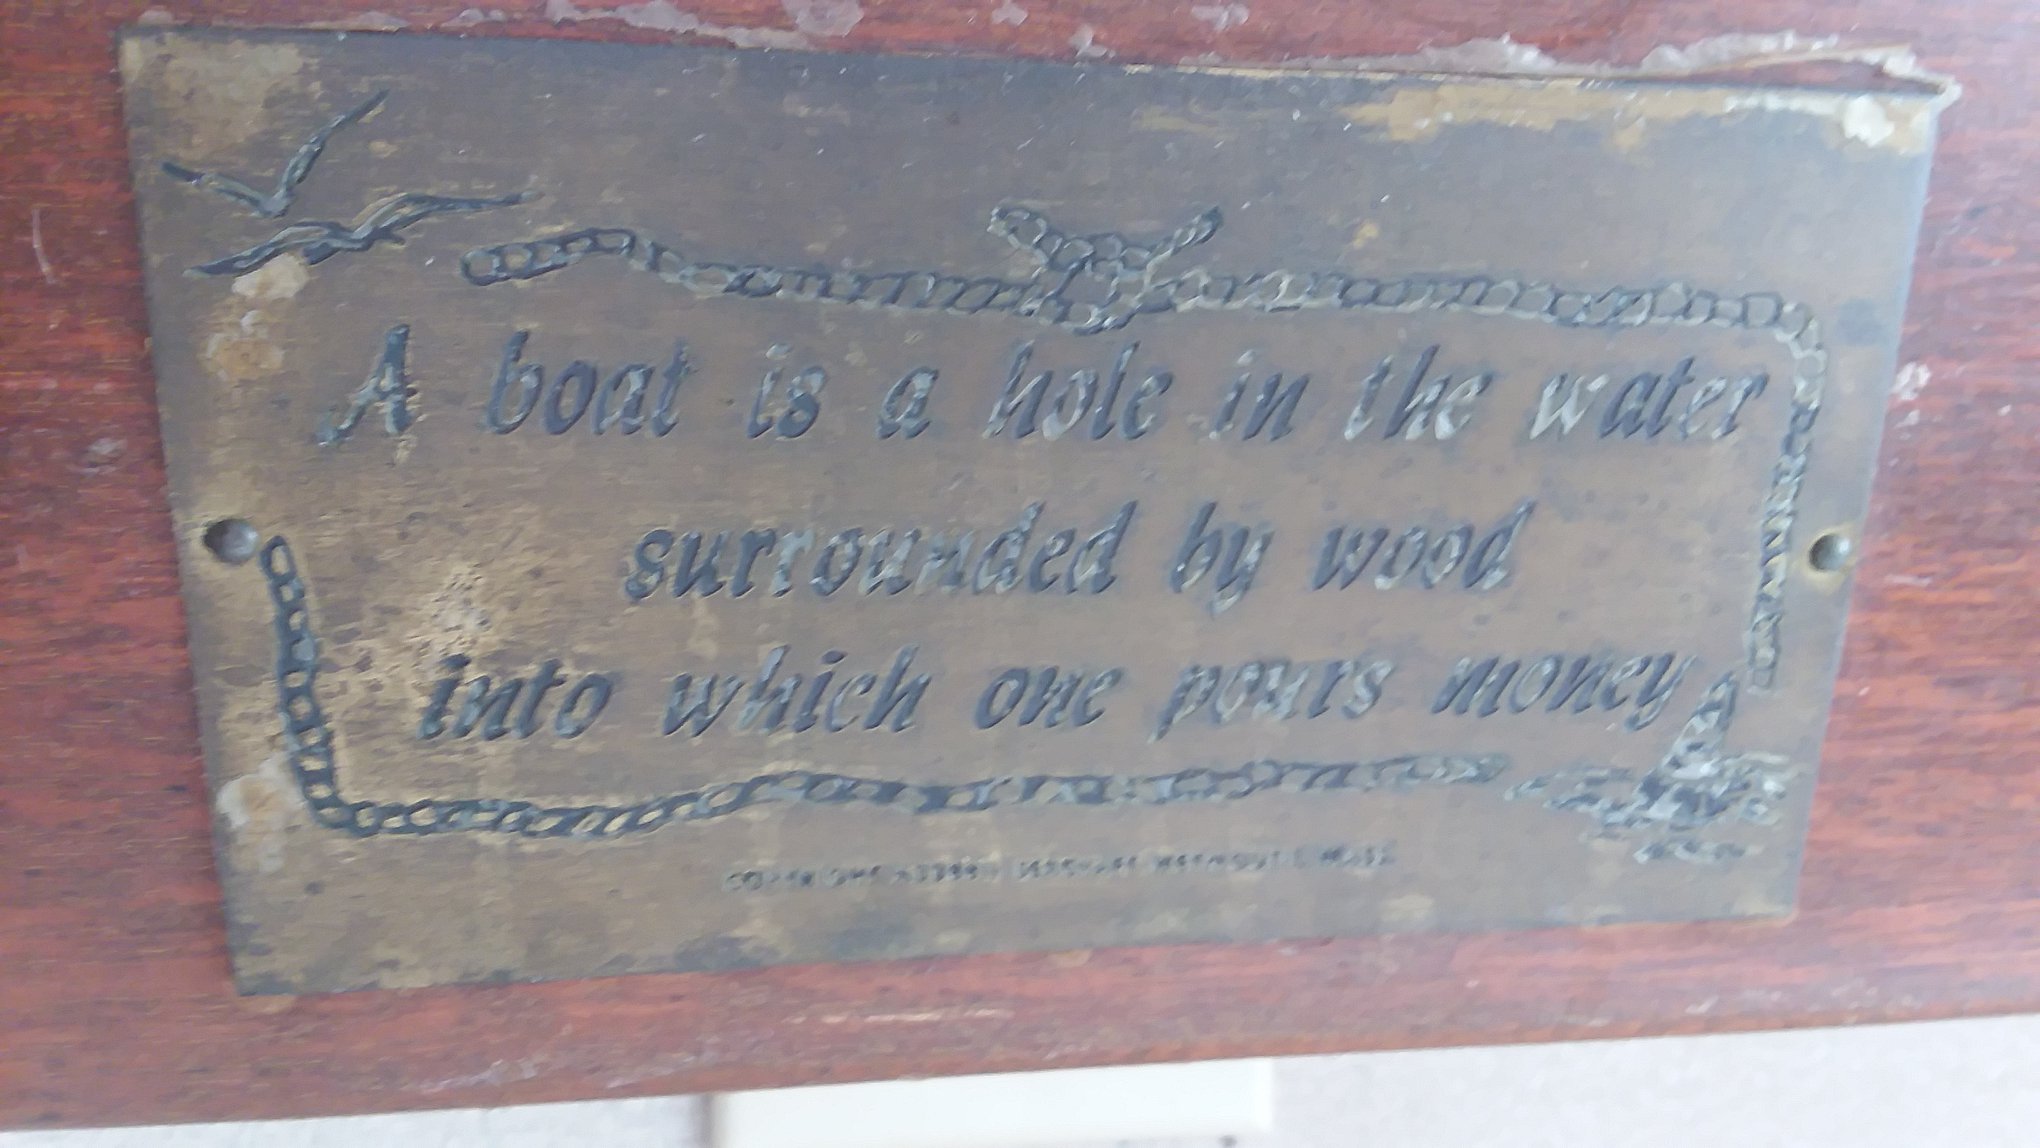 A boat is a hole in the water
surrounded by wood
into which one pours money